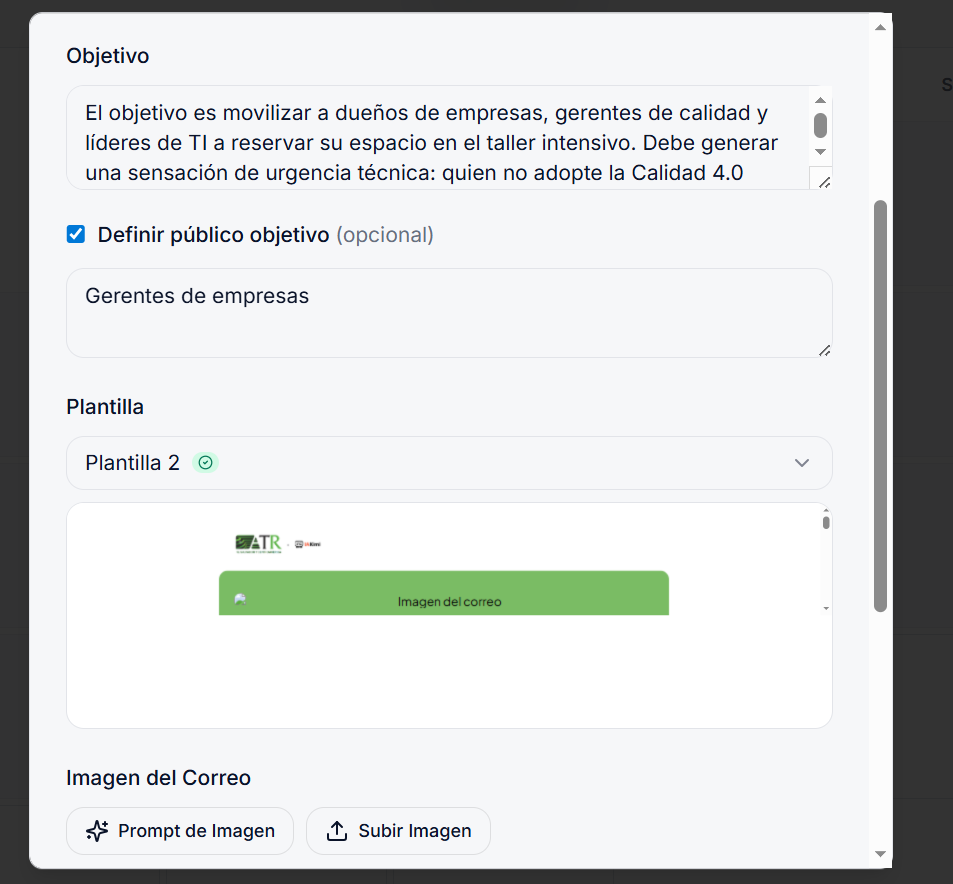 Objetivo
El objetivo es movilizar a dueños de empresas, gerentes de calidad y
líderes de TI a reservar su espacio en el taller intensivo. Debe generar
una sensación de urgencia técnica: quien no adopte la Calidad 4.0
Definir público objetivo (opcional)
Gerentes de empresas
Plantilla
Plantilla 2
ATR
Imagen del correo
Imagen del Correo
Prompt de Imagen
Subir Imagen